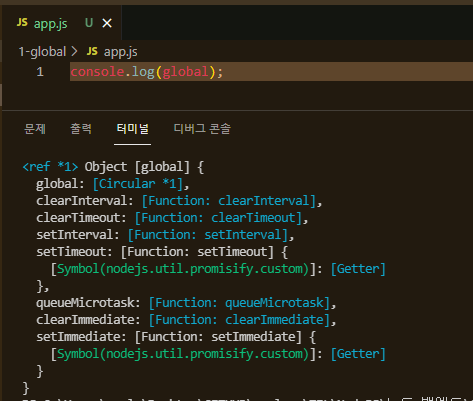 JS app.js U ×
1-global > JS app.js
1 console.log(global);
문제 출력 터미널 디버그 콘솔
<ref *1> Object [global] {
  global: [Circular *1],
  clearInterval: [Function: clearInterval],
  clearTimeout: [Function: clearTimeout],
  setInterval: [Function: setInterval],
  setTimeout: [Function: setTimeout] {
    [Symbol(nodejs.util.promisify.custom)]: [Getter]
  },
  queueMicrotask: [Function: queueMicrotask],
  clearImmediate: [Function: clearImmediate],
  setImmediate: [Function: setImmediate] {
    [Symbol(nodejs.util.promisify.custom)]: [Getter]
  }
}